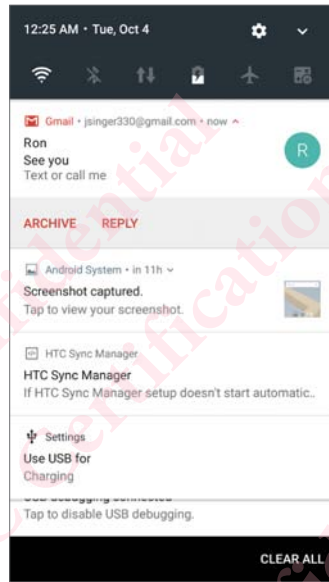 12:25 AM • Tue, Oct 4
Gmail • jsinger330@gmail.com • now
Ron
See you
Text or call me
R
ARCHIVE REPLY
Android System • in 11h
Screenshot captured.
Tap to view your screenshot.
HTC Sync Manager
HTC Sync Manager
If HTC Sync Manager setup doesn't start automatic..
Settings
Use USB for
Charging
USB debugging connected
Tap to disable USB debugging.
CLEAR ALL